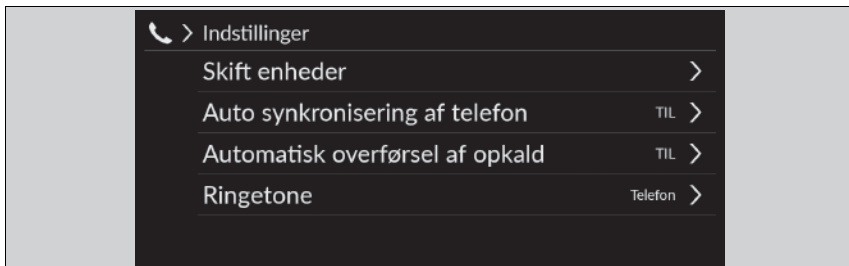 Indstillinger
Skift enheder
Auto synkronisering af telefon TIL
Automatisk overførsel af opkald TIL
Ringetone Telefon